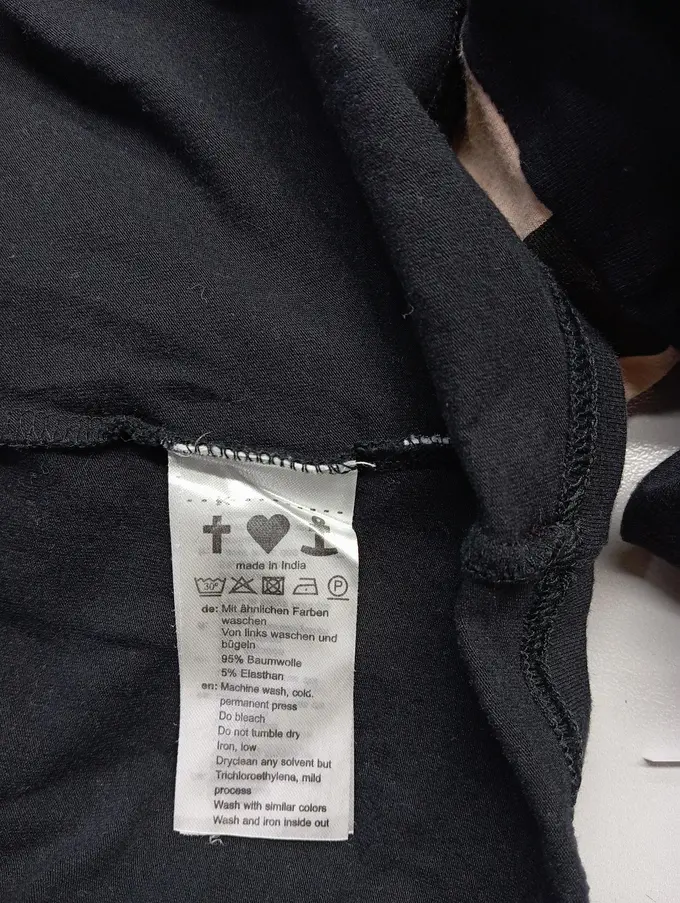 made in India
30°
P
de: Mit ähnlichen Farben
waschen
Von links waschen und
bügeln
95% Baumwolle
5% Elasthan
en: Machine wash, cold.
permanent press
Do bleach
Do not tumble dry
Iron, low
Dryclean any solvent but
Trichloroethylene, mild
process
Wash with similar colors
Wash and iron inside out